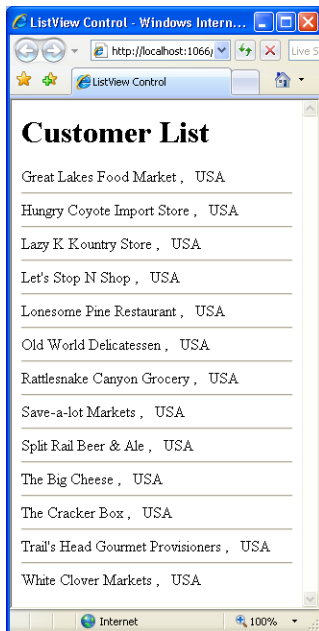 ListView Control - Windows Intern...
http://localhost:1066/
Live S
ListView Control
Customer List
Great Lakes Food Market , USA
Hungry Coyote Import Store , USA
Lazy K Kountry Store , USA
Let's Stop N Shop , USA
Lonesome Pine Restaurant , USA
Old World Delicatessen , USA
Rattlesnake Canyon Grocery , USA
Save-a-lot Markets , USA
Split Rail Beer & Ale , USA
The Big Cheese , USA
The Cracker Box , USA
Trail's Head Gourmet Provisioners , USA
White Clover Markets , USA
Internet 100%